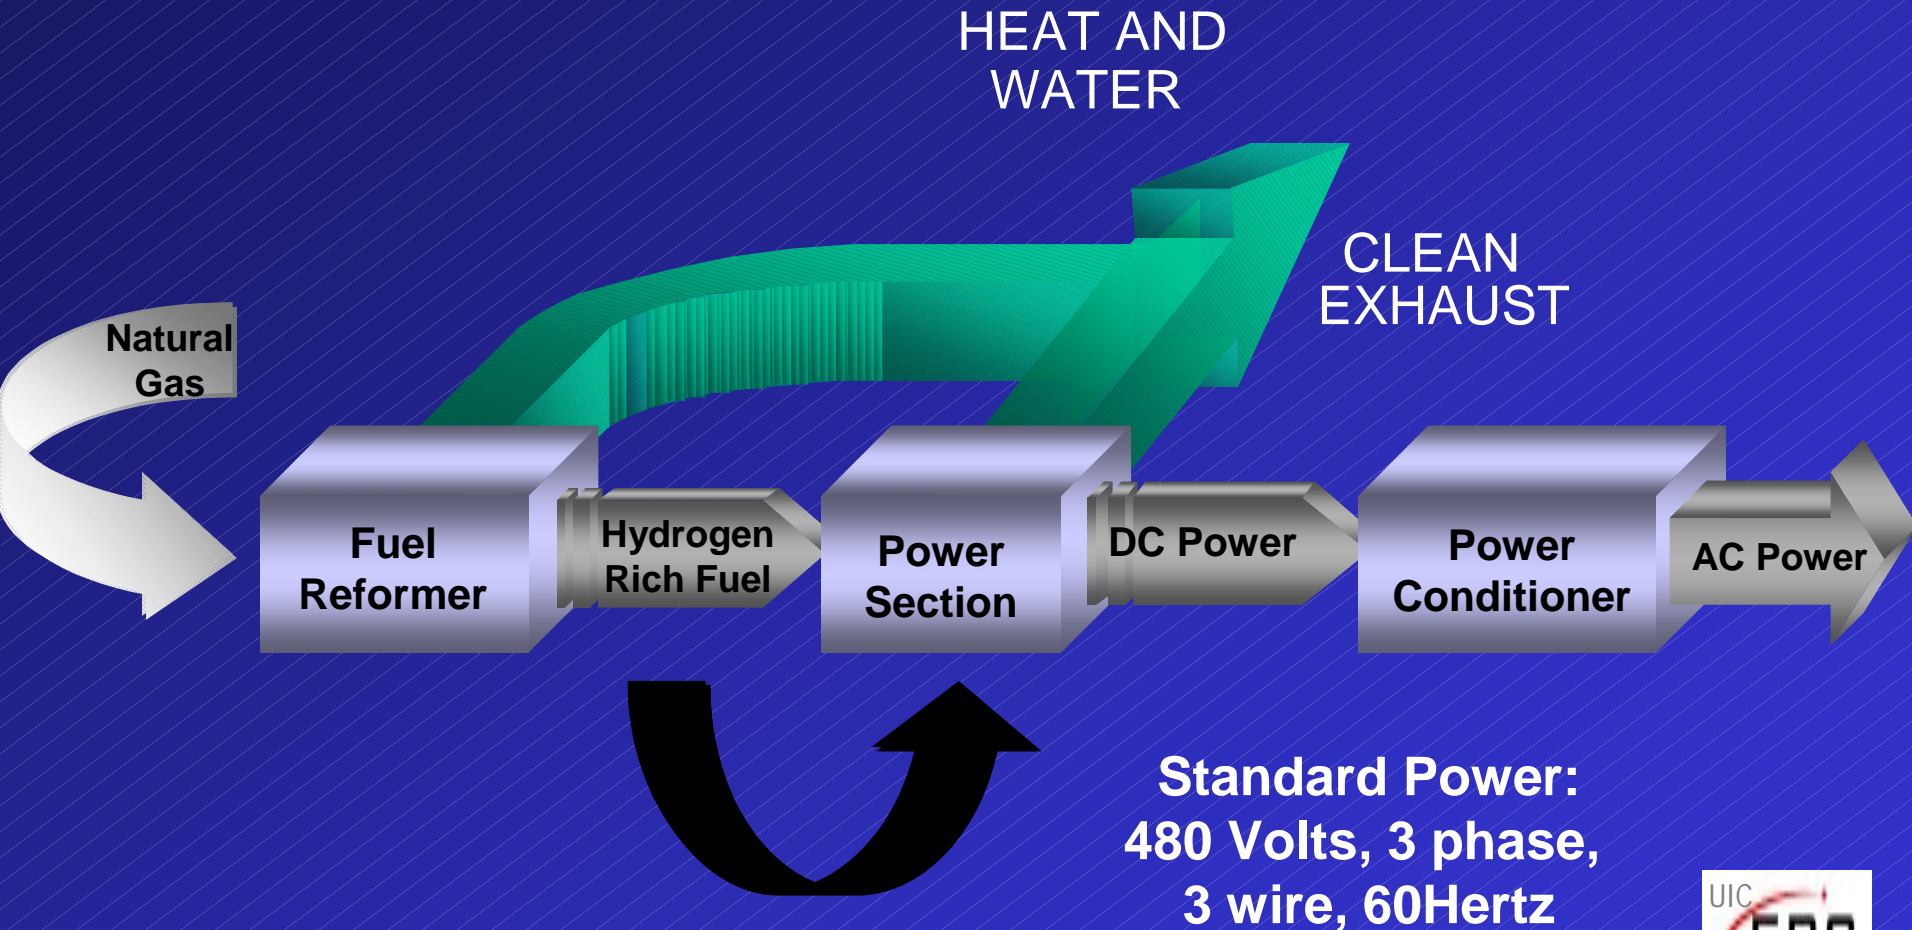 HEAT AND
WATER
CLEAN
EXHAUST
Natural
Gas
Fuel
Reformer
Hydrogen
Rich Fuel
Power
Section
DC Power
Power
Conditioner
AC Power
Standard Power:
480 Volts, 3 phase,
3 wire, 60Hertz
UIC